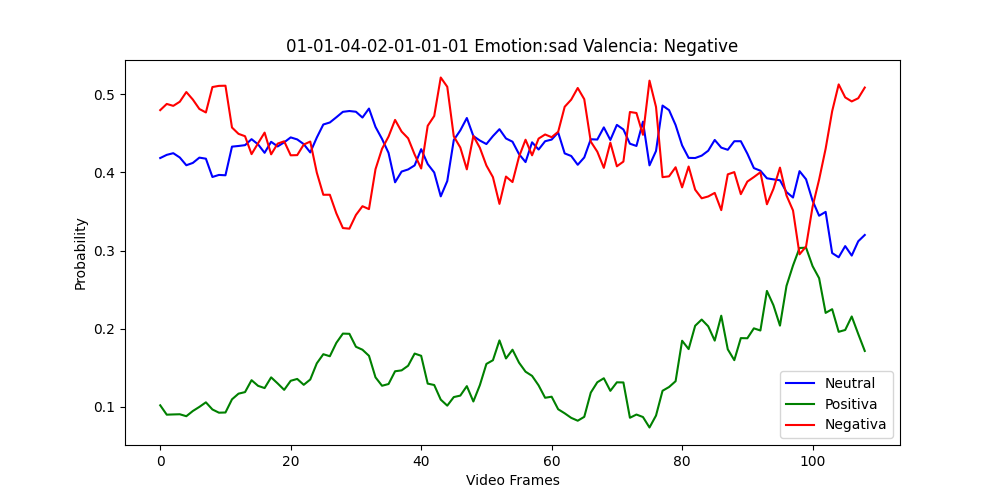 01-01-04-02-01-01-01 Emotion:sad Valencia: Negative
0.5
0.4
0.3
0.2
0.1
Probability
0 20 40 60 80 100
Video Frames
Neutral
Positiva
Negativa